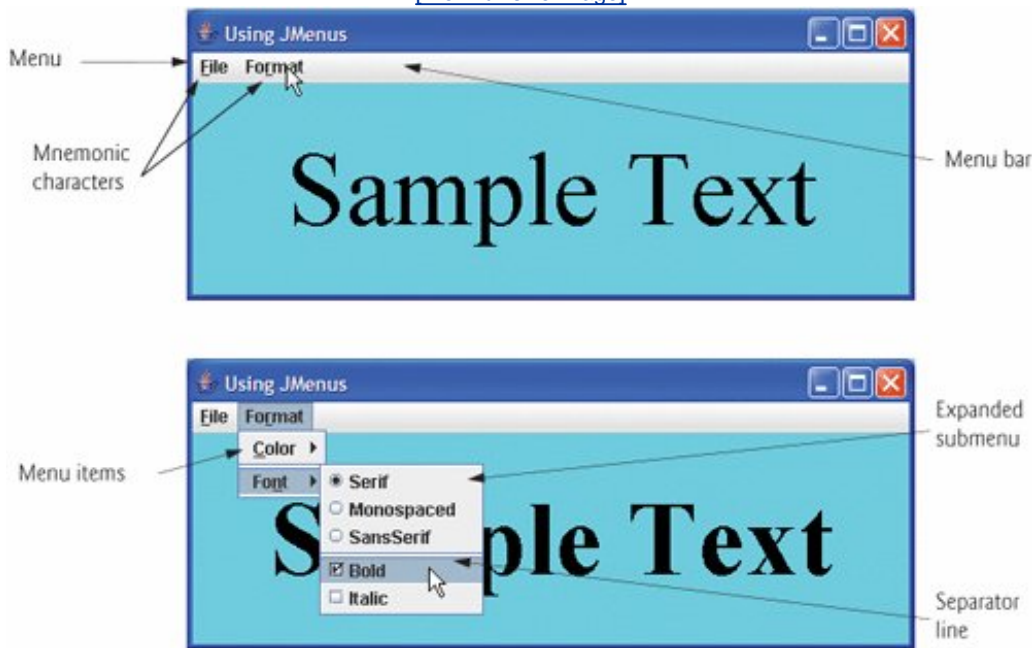 Using JMenus
Menu
File Format
Mnemonic
characters
Menu bar
Sample Text
Using JMenus
File Format
Expanded
submenu
Color
Menu items
Font
Serif
Monospaced
SansSerif
Sample Text
Bold
Italic
Separator
line